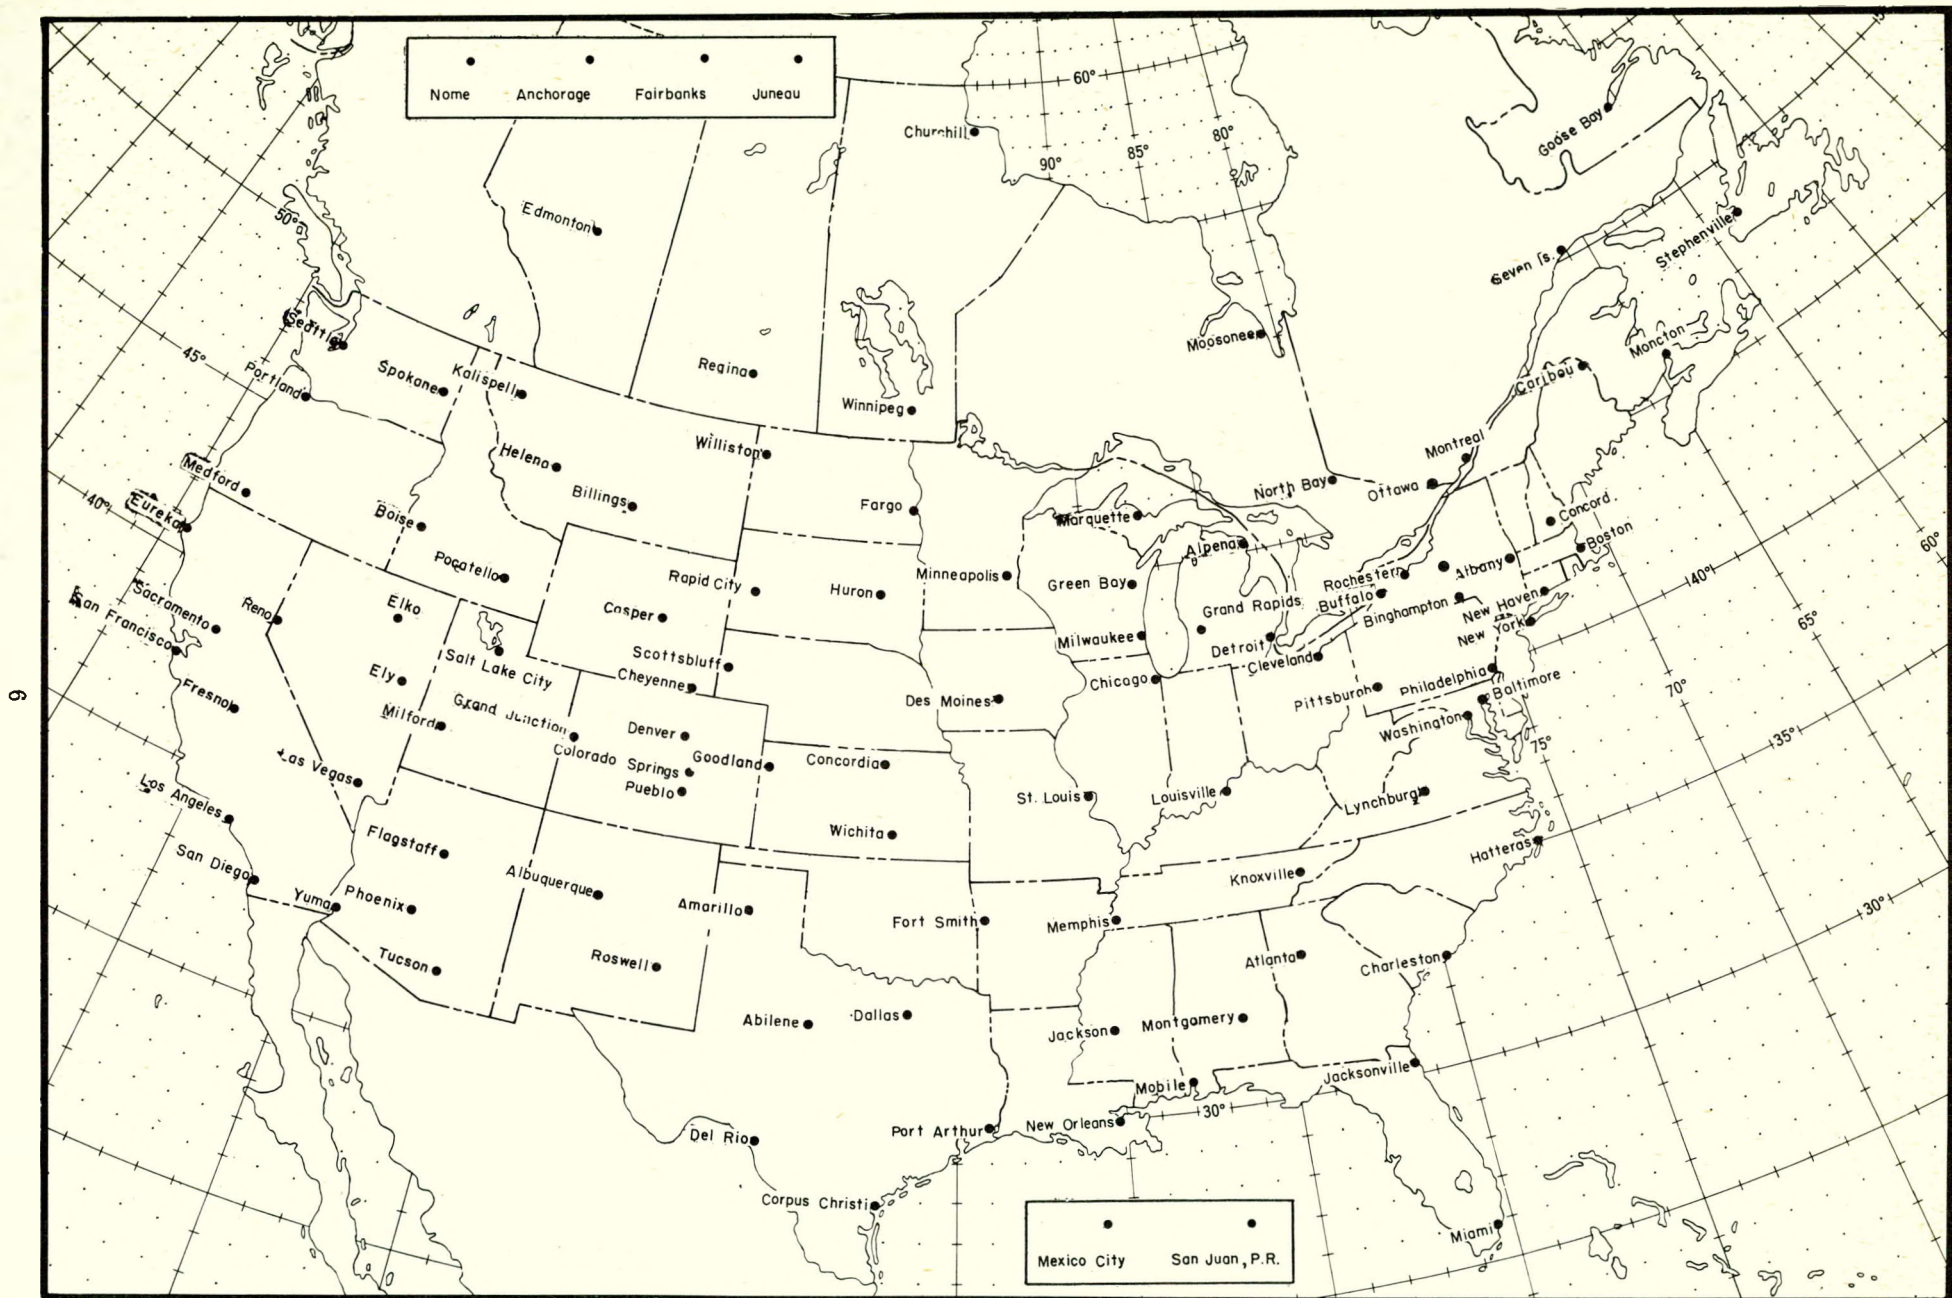 Nome Anchorage Fairbanks Juneau
60°
Churchill
90° 85° 80°
Goose Bay
Edmonton
50°
Stephenville
Seven Is.
Seattle
Moosonee
45°
Portland
Spokane
Kalispell
Regina
Winnipeg
Moncton
Caribou
Williston
Helena
Montreal
Medford
Billings
Fargo
North Bay
Ottawa
40°
Eureka
Boise
Marquette
Concord
Boston
Alpena
60°
Pocatello
Rapid City
Minneapolis
Green Bay
Rochester
Albany
40°
Sacramento
Reno
Elko
Casper
Huron
Grand Rapids
Buffalo
Binghampton
New Haven
New York
65°
San Francisco
Salt Lake City
Scottsbluff
Milwaukee
Detroit
Cleveland
Ely
Cheyenne
Chicago
Philadelphia
Baltimore
70°
Fresno
Milford
Grand Junction
Denver
Des Moines
Pittsburgh
Washington
75°
35°
9
Las Vegas
Colorado Springs
Goodland
Concordia
Pueblo
St. Louis
Louisville
Lynchburg
Los Angeles
Flagstaff
Wichita
Hatteras
San Diego
Albuquerque
Knoxville
Yuma
Phoenix
Amarillo
Fort Smith
Memphis
30°
Tucson
Roswell
Atlanta
Charleston
Abilene
Dallas
Jackson
Montgomery
Mobile
Jacksonville
30°
Del Rio
Port Arthur
New Orleans
Corpus Christi
Miami
Mexico City San Juan, P.R.